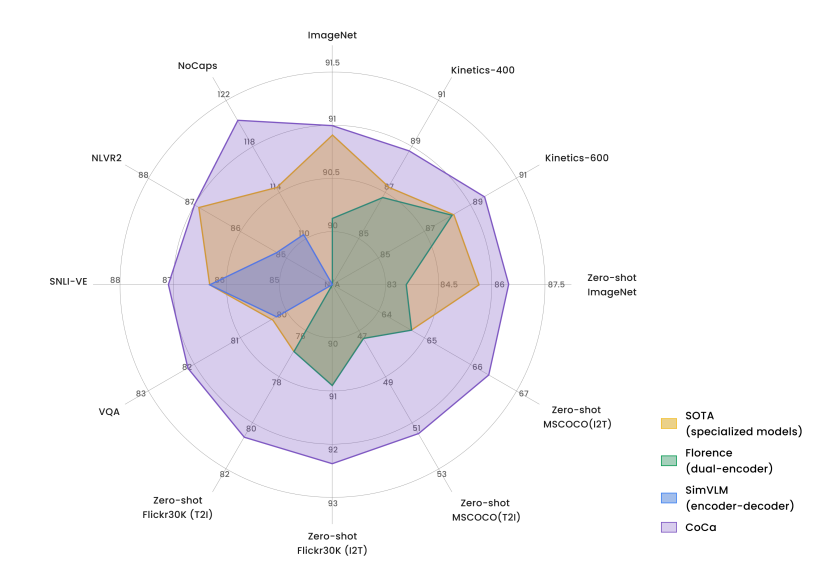 ImageNet
91.5
NoCaps
Kinetics-400
122
91
91
118
89
NLVR2
Kinetics-600
88
90.5
91
114
87
87
89
86
90
85
87
110
85
85
SNLI-VE
88
87
86
85
N/A
83
84.5
86
87.5
Zero-shot
ImageNet
80
64
76
47
81
90
65
82
78
49
66
VQA
83
91
67
Zero-shot
MSCOCO(I2T)
80
51
92
82
53
Zero-shot
Flickr30K (T2I)
93
Zero-shot
MSCOCO(T2I)
Zero-shot
Flickr30K (I2T)
SOTA
(specialized models)
Florence
(dual-encoder)
SimVLM
(encoder-decoder)
CoCa